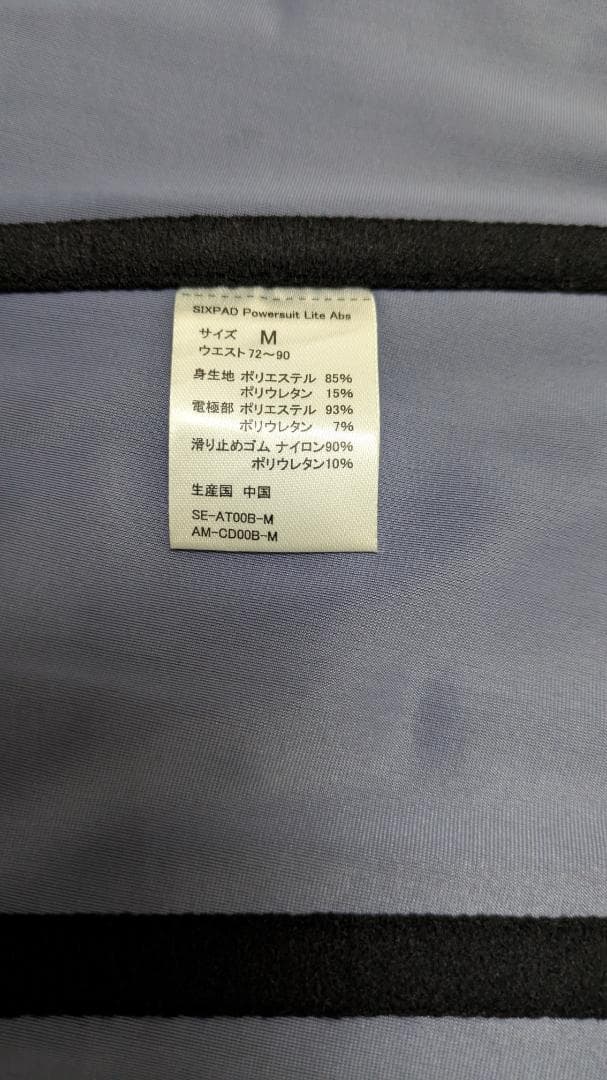 SIXPAD Powersuit Lite Abs
サイズ M
ウエスト72～90
身生地 ポリエステル 85%
ポリウレタン 15%
電極部 ポリエステル 93%
ポリウレタン 7%
滑り止めゴム ナイロン90%
ポリウレタン10%
生産国 中国
SE-AT00B-M
AM-CD00B-M